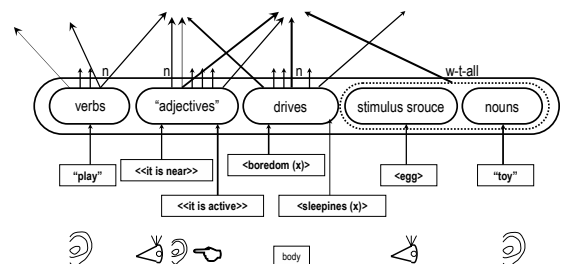 n n n w-t-all
verbs "adjectives" drives stimulus srouce nouns
"play" <<it is near>> <boredom (x)> <egg> "toy"
<<it is active>> <sleepines (x)>
body